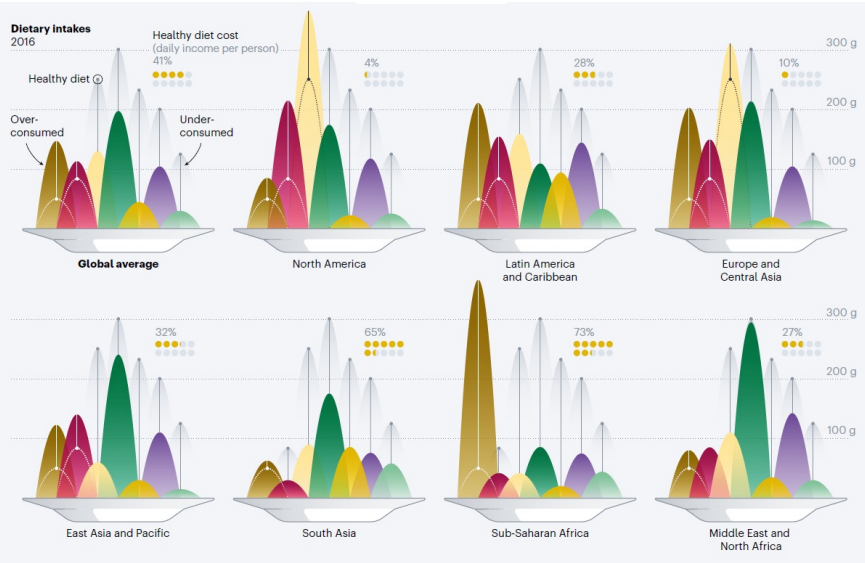 Dietary intakes
2016
Healthy diet cost
(daily income per person)
41%
Healthy diet
Over-
consumed
Under-
consumed
4%
28%
10%
300 g
200 g
100 g
Global average
North America
Latin America
and Caribbean
Europe and
Central Asia
32%
65%
73%
27%
300 g
200 g
100 g
East Asia and Pacific
South Asia
Sub-Saharan Africa
Middle East and
North Africa